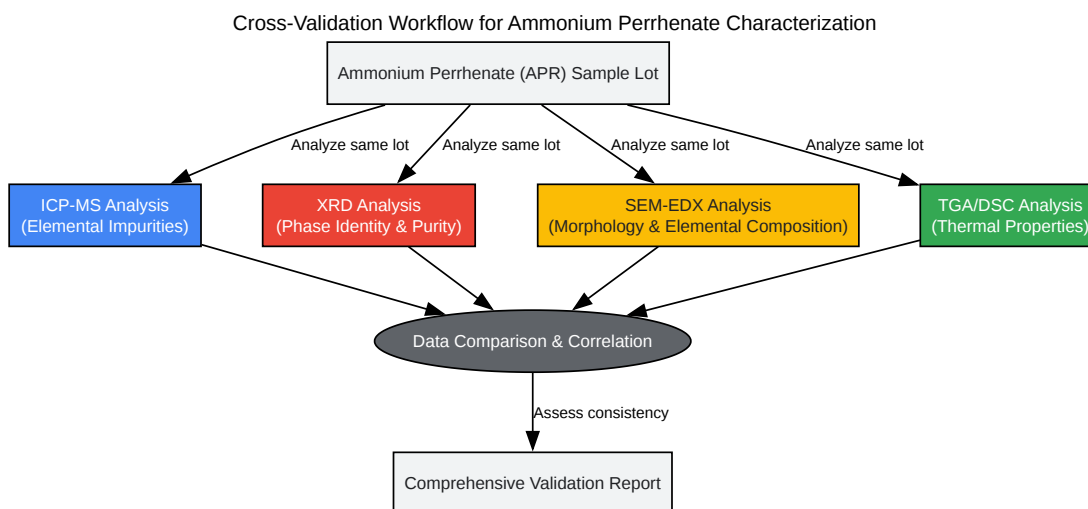 Cross-Validation Workflow for Ammonium Perrhenate Characterization
Ammonium Perrhenate (APR) Sample Lot
Analyze same lot
Analyze same lot
Analyze same lot
Analyze same lot
ICP-MS Analysis
(Elemental Impurities)
XRD Analysis
(Phase Identity & Purity)
SEM-EDX Analysis
(Morphology & Elemental Composition)
TGA/DSC Analysis
(Thermal Properties)
Data Comparison & Correlation
Assess consistency
Comprehensive Validation Report